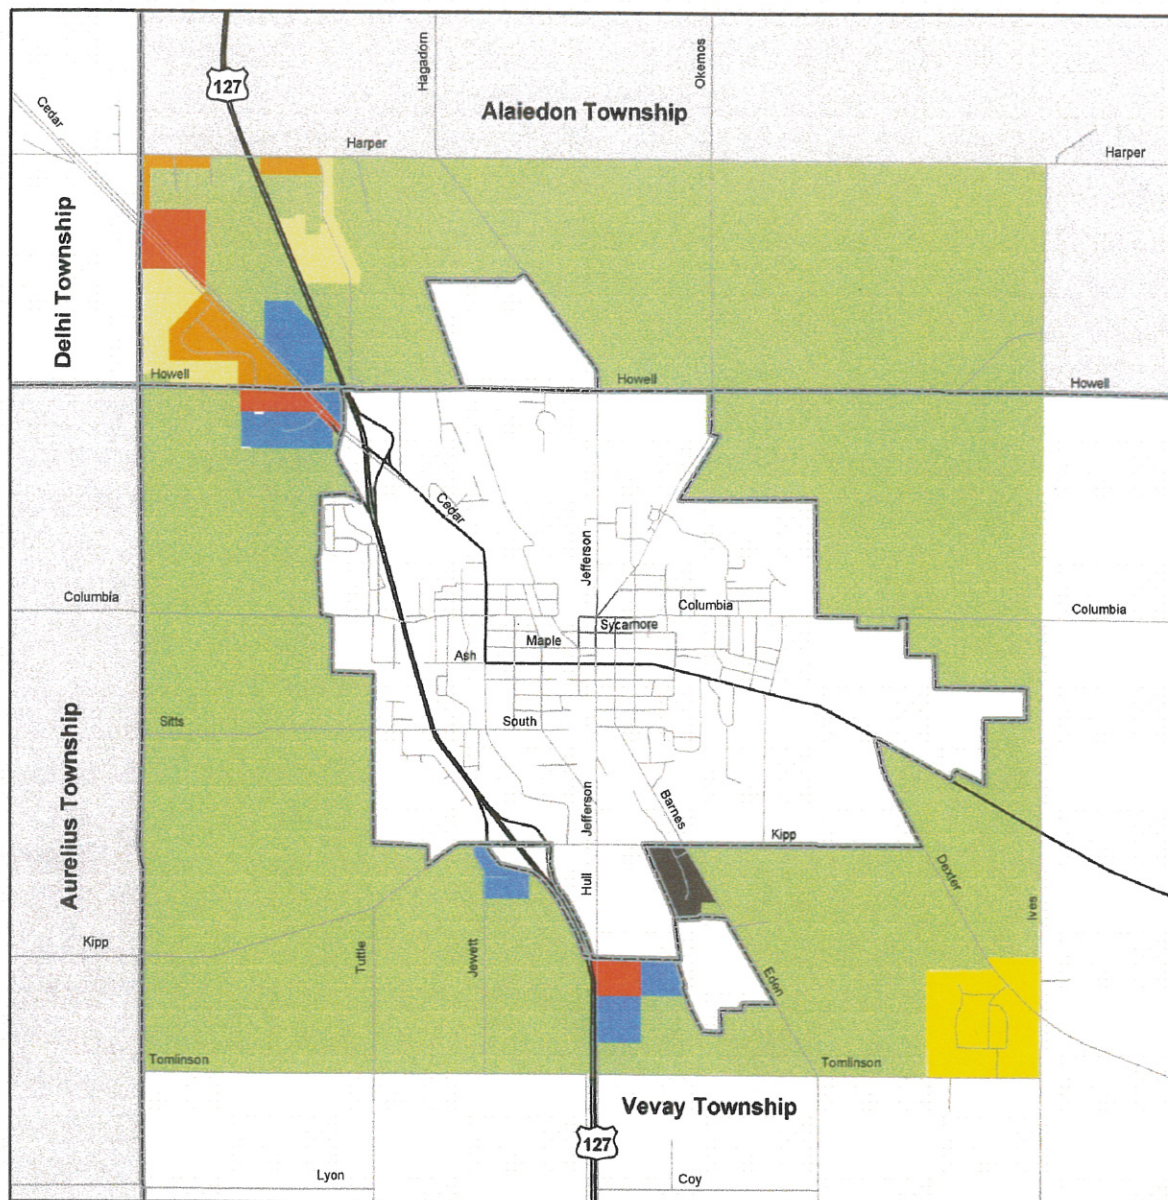 Hagadorn
Okemos
127
Cedar
Alaiedon Township
Harper
Harper
Delhi Township
Howell
Howell
Howell
Cedar
Jefferson
Columbia
Columbia
Columbia
Sycamore
Maple
Ash
Sitts
South
Aurelius Township
Jefferson
Barnes
Kipp
Dexter
Hull
Ives
Kipp
Tuttle
Jewett
Eden
Tomlinson
Tomlinson
Vevay Township
127
Lyon
Coy